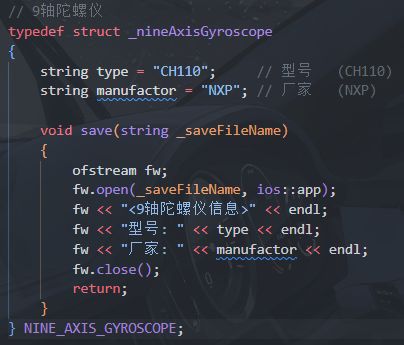 // 9轴陀螺仪
typedef struct _nineAxisGyroscope
{
    string type = "CH110";      // 型号   (CH110)
    string manufactor = "NXP"; // 厂家   (NXP)

    void save(string _saveFileName)
    {
        ofstream fw;
        fw.open(_saveFileName, ios::app);
        fw << "<9轴陀螺仪信息>" << endl;
        fw << "型号: " << type << endl;
        fw << "厂家: " << manufactor << endl;
        fw.close();
        return;
    }
} NINE_AXIS_GYROSCOPE;